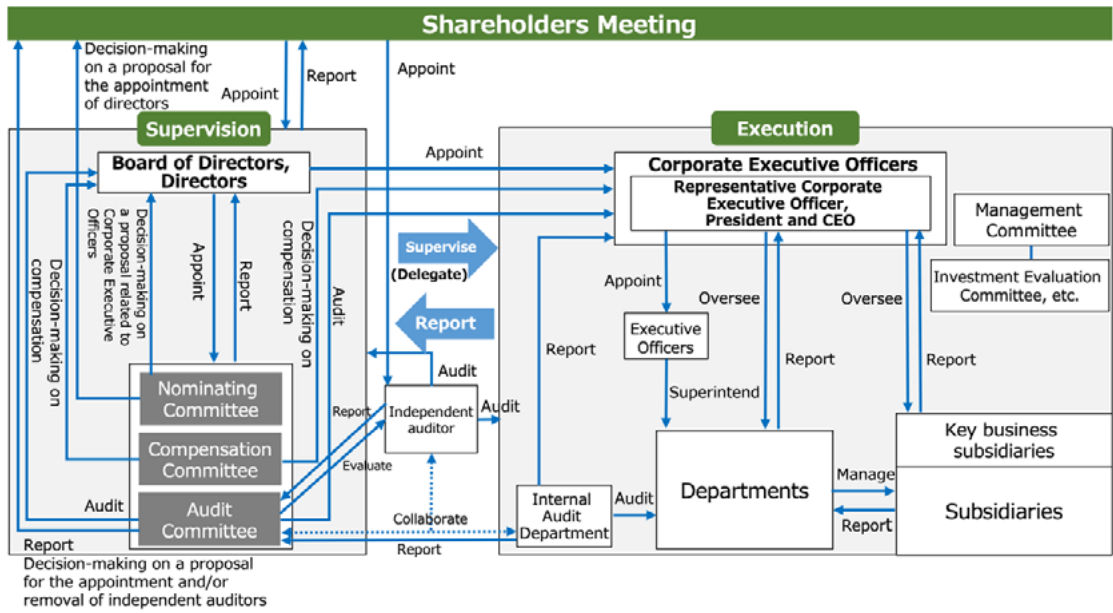 Shareholders Meeting
Decision-making
on a proposal for
the appointment
of directors
Appoint
Report
Appoint
Supervision
Execution
Board of Directors,
Directors
Appoint
Corporate Executive Officers
Representative Corporate
Executive Officer,
President and CEO
Management
Committee
Investment Evaluation
Committee, etc.
Decision-making on
compensation
Decision-making on
a proposal related to
Corporate Executive
Officers
Appoint
Report
Decision-making on
compensation
Audit
Supervise
(Delegate)
Report
Appoint
Oversee
Oversee
Executive
Officers
Report
Report
Report
Superintend
Nominating
Committee
Compensation
Committee
Audit
Committee
Audit
Report
Evaluate
Audit
Independent
auditor
Audit
Collaborate
Report
Internal
Audit
Department
Audit
Departments
Manage
Report
Key business
subsidiaries
Subsidiaries
Report
Decision-making on a proposal
for the appointment and/or
removal of independent auditors